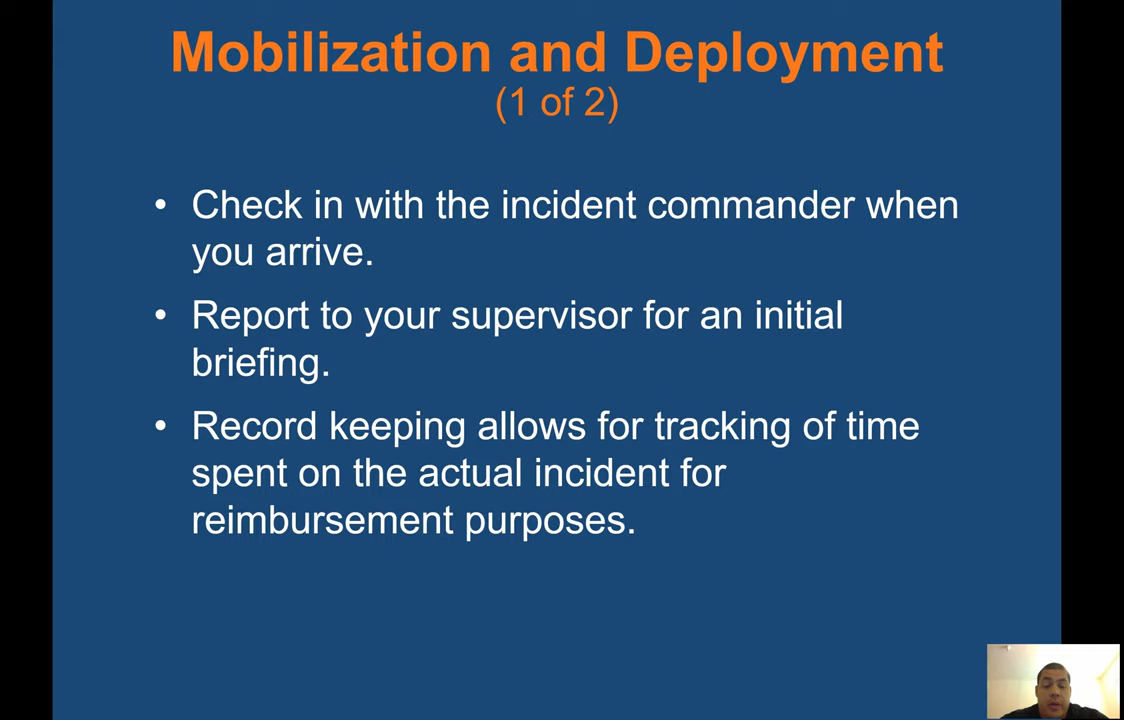 Mobilization and Deployment
(1 of 2)
• Check in with the incident commander when
you arrive.
• Report to your supervisor for an initial
briefing.
• Record keeping allows for tracking of time
spent on the actual incident for
reimbursement purposes.